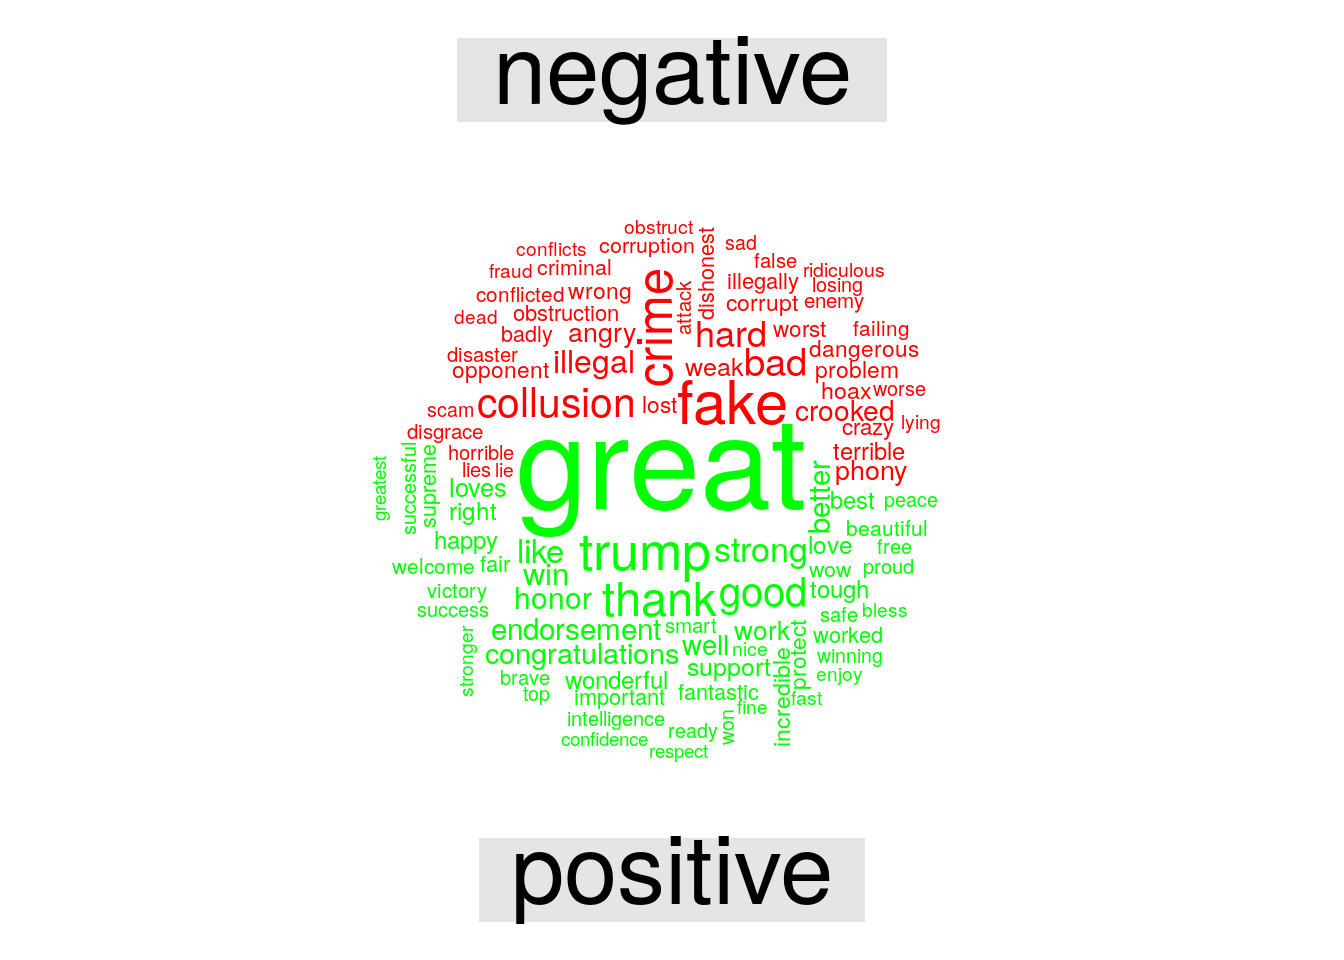 negative
obstruct
conflicts corruption dishonest sad
fraud criminal false ridiculous
conflicted wrong crime attack illegally losing
dead obstruction corrupt enemy
badly angry hard worst failing
disaster illegal weak bad dangerous
opponent problem
scam collusion lost fake hoax worse
disgrace crooked crazy lying
horrible great terrible
lies lie phony
greatest successful supreme loves better best peace
right beautiful
happy like trump strong love free
welcome fair win wow proud
victory honor thank good tough
success safe bless
stronger endorsement smart work protect worked
congratulations well nice winning
brave wonderful support incredible enjoy
top important fantastic fine fast
intelligence ready won
confidence respect
positive